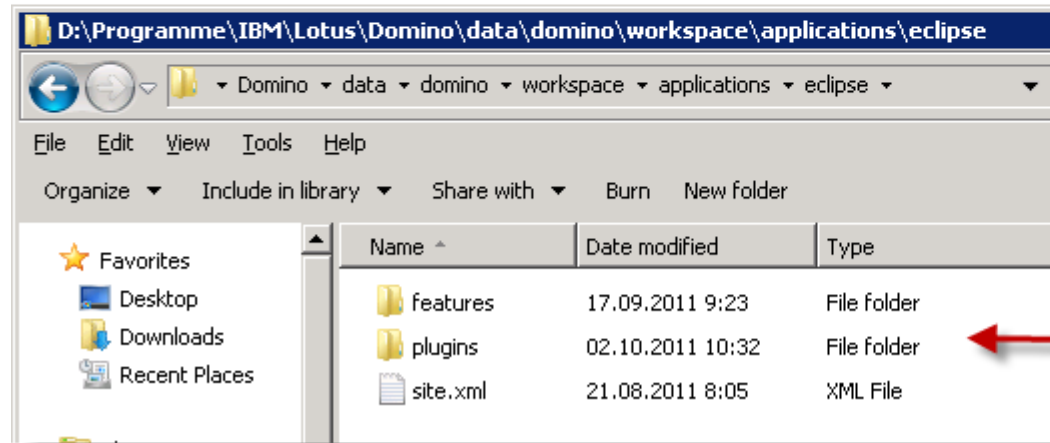 D:\Programme\IBM\Lotus\Domino\data\domino\workspace\applications\eclipse
Domino data domino workspace applications eclipse
File Edit View Tools Help
Organize Include in library Share with Burn New folder
Name Date modified Type
Favorites
Desktop
Downloads
Recent Places
features 17.09.2011 9:23 File folder
plugins 02.10.2011 10:32 File folder
site.xml 21.08.2011 8:05 XML File